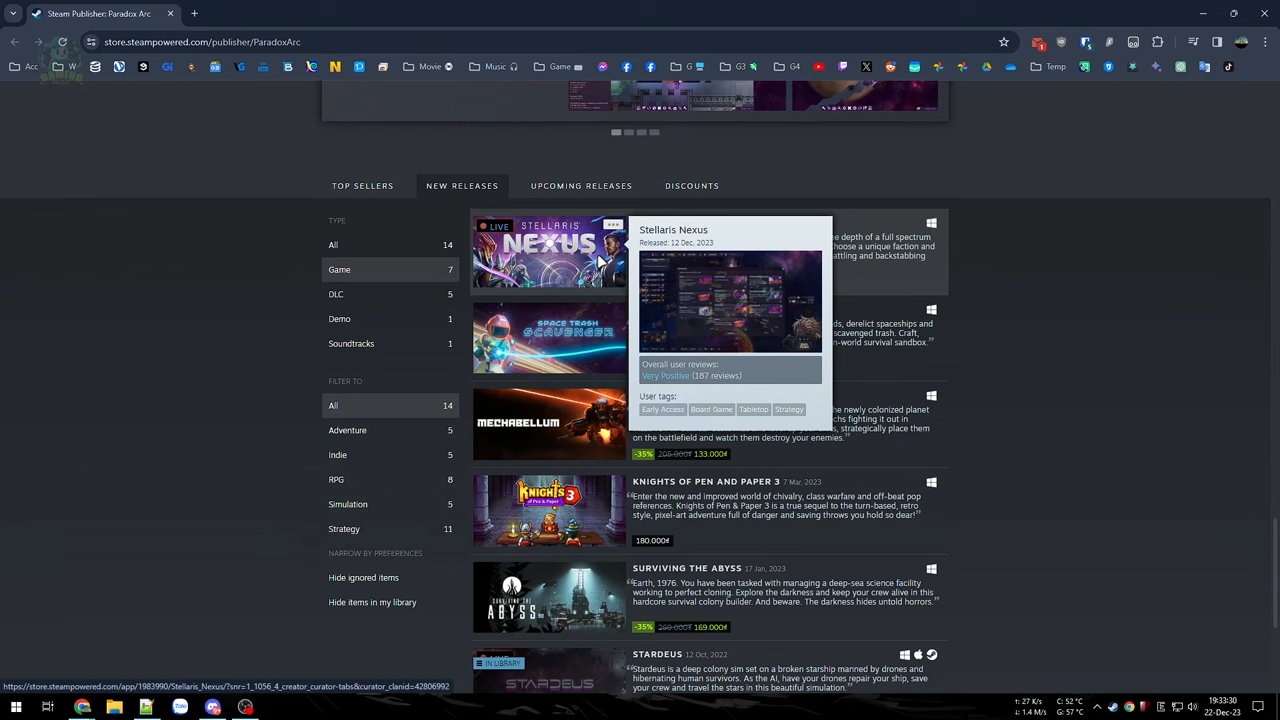 Steam Publisher: Paradox Arc
store.steampowered.com/publisher/ParadoxArc
Movie
Music
Game
G
G3
G4
Temp
TOP SELLERS
NEW RELEASES
UPCOMING RELEASES
DISCOUNTS
TYPE
All 14
Game 7
DLC 5
Demo 1
Soundtracks 1
FILTER TO
All 14
Adventure 5
Indie 5
RPG 8
Simulation 5
Strategy 11
NARROW BY PREFERENCES
Hide ignored items
Hide items in my library
LIVE
STELLARIS
NEXUS
Stellaris Nexus
Released: 12 Dec, 2023
Overall user reviews:
Very Positive (187 reviews)
User tags:
Early Access Board Game Tabletop Strategy
he depth of a full spectrum
hoose a unique faction and
attling and backstabbing
SPACE TRASH
SCAVENGER
ds, derelict spaceships and
scavenged trash. Craft,
n-world survival sandbox.”
MECHABELLUM
he newly colonized planet
chs fighting it out in
strategically place them
on the battlefield and watch them destroy your enemies.”
-35% 205.000₫ 133.000₫
Knights
of Pen & Paper 3
KNIGHTS OF PEN AND PAPER 3 7 Mar, 2023
“Enter the new and improved world of chivalry, class warfare and off-beat pop
references. Knights of Pen & Paper 3 is a true sequel to the turn-based, retro
style, pixel-art adventure full of danger and saving throws you hold so dear!”
180.000₫
SURVIVING THE
ABYSS
SURVIVING THE ABYSS 17 Jan, 2023
“Earth, 1976. You have been tasked with managing a deep-sea science facility
working to perfect cloning. Explore the darkness and keep your crew alive in this
hardcore survival colony builder. And beware. The darkness hides untold horrors.”
-35% 260.000₫ 169.000₫
IN LIBRARY
STARDEUS
STARDEUS 12 Oct, 2022
“Stardeus is a deep colony sim set on a broken starship manned by drones and
hibernating human survivors. As the AI, have your drones repair your ship, save
your crew and travel the stars in this beautiful simulation.”
https://store.steampowered.com/app/1983990/Stellaris_Nexus/?snr=1_1056_4_creator_curator-tabs&curator_clanid=42806992
↑: 27 K/s
↓: 1.4 M/s
C: 52 °C
G: 57 °C
19:33:30
22-Dec-23